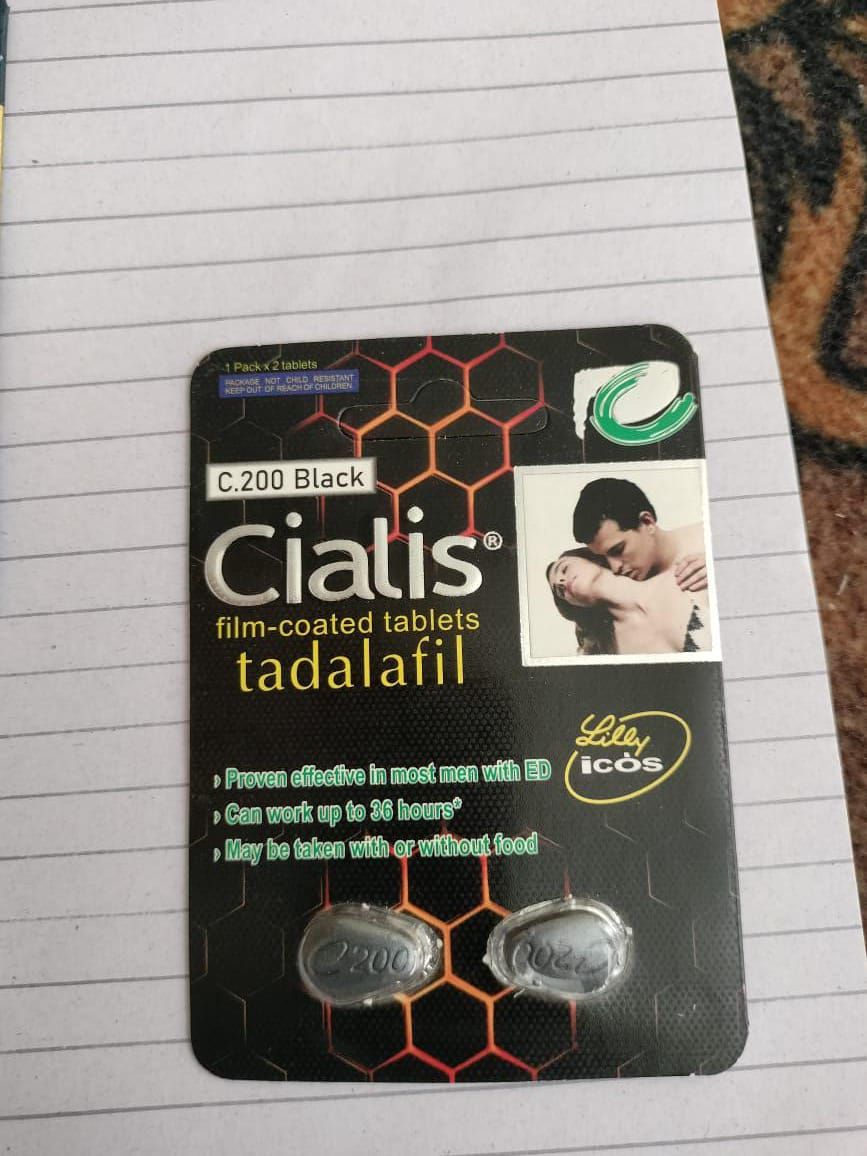 1 Pack x 2 tablets
PACKAGE NOT CHILD RESISTANT
KEEP OUT OF REACH OF CHILDREN.
C.200 Black
Cialis®
film-coated tablets
tadalafil
Lilly
icos
› Proven effective in most men with ED
› Can work up to 36 hours*
› May be taken with or without food
C200
C200